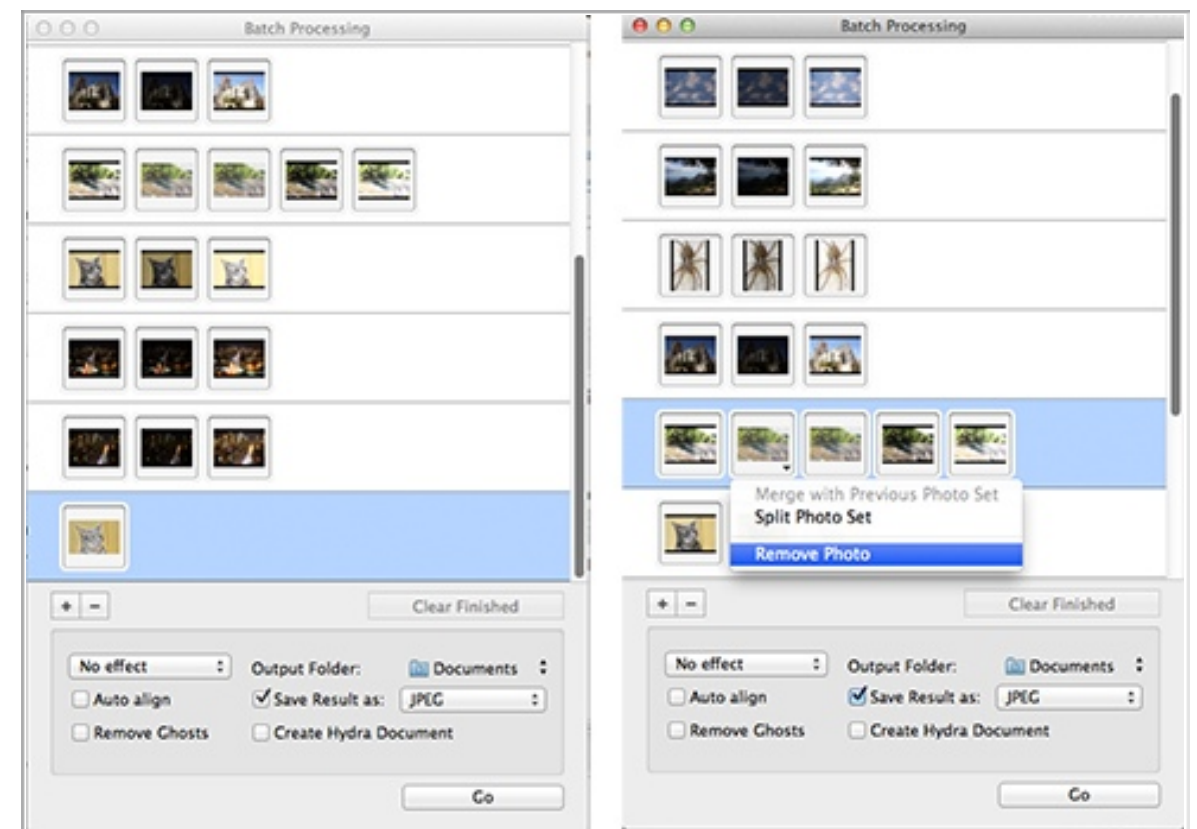 Batch Processing
+ -
Clear Finished
No effect
Output Folder:
Documents
Auto align
Save Result as:
JPEG
Remove Ghosts
Create Hydra Document
Go
Batch Processing
Merge with Previous Photo Set
Split Photo Set
Remove Photo
+ -
Clear Finished
No effect
Output Folder:
Documents
Auto align
Save Result as:
JPEG
Remove Ghosts
Create Hydra Document
Go